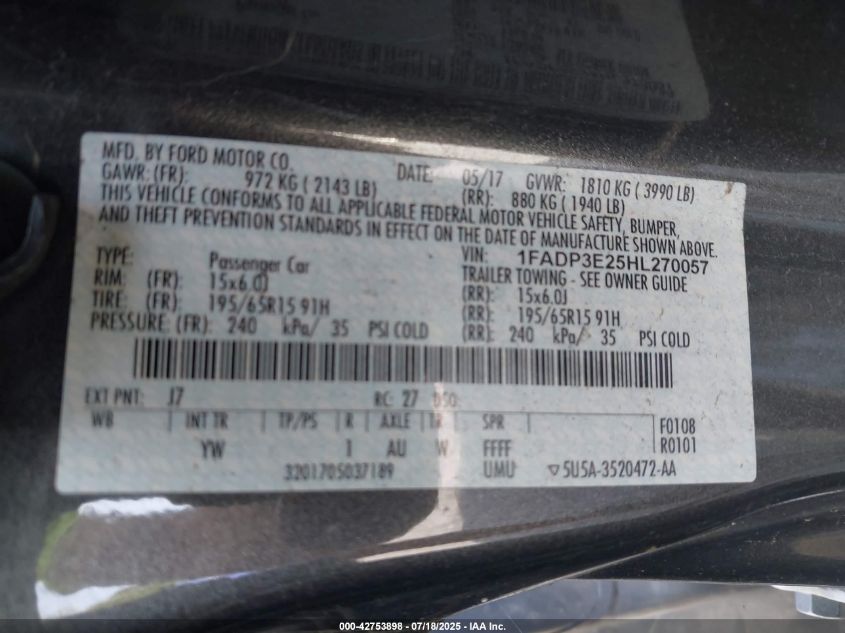 MFD. BY FORD MOTOR CO. DATE: 05/17 GVWR: 1810 KG ( 3990 LB)
GAWR: (FR): 972 KG ( 2143 LB) (RR): 880 KG ( 1940 LB)
THIS VEHICLE CONFORMS TO ALL APPLICABLE FEDERAL MOTOR VEHICLE SAFETY, BUMPER,
AND THEFT PREVENTION STANDARDS IN EFFECT ON THE DATE OF MANUFACTURE SHOWN ABOVE.
VIN: 1FADP3E25HL270057
TYPE: Passenger Car TRAILER TOWING - SEE OWNER GUIDE
RIM: (FR) 15x6.0J (RR) 15x6.0J
TIRE: (FR) 195/65R15 91H (RR) 195/65R15 91H
PRESSURE: (FR) 240 kPa/ 35 PSI COLD (RR) 240 kPa/ 35 PSI COLD
EXT PNT: J7 RC: 27 DSO:
WB INT TR TP/PS R AXLE TR SPR F0108
YW 1 AU W FFFF R0101
3201705037189 UMU ▽5U5A-3520472-AA
000-42753898 - 07/18/2025 - IAA Inc.